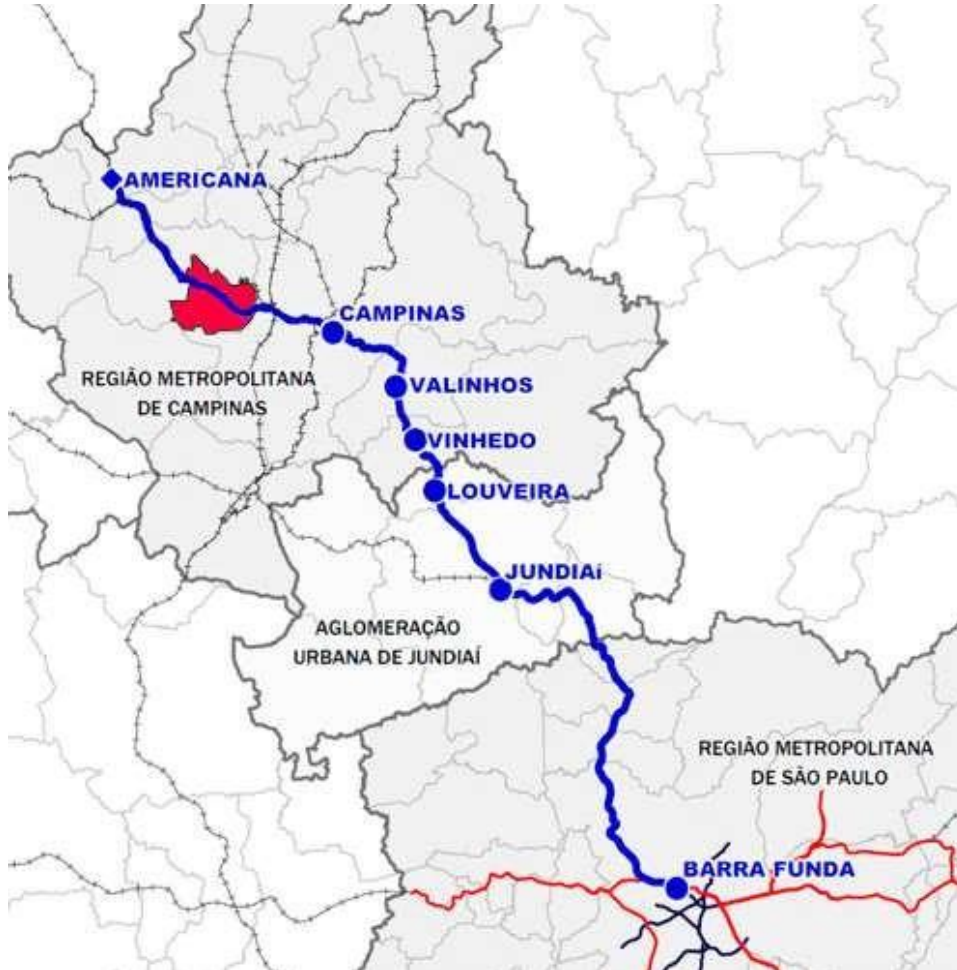 AMERICANA
CAMPINAS
REGIÃO METROPOLITANA
DE CAMPINAS
VALINHOS
VINHEDO
LOUVEIRA
JUNDIAí
AGLOMERAÇÃO
URBANA DE JUNDIAÍ
REGIÃO METROPOLITANA
DE SÃO PAULO
BARRA FUNDA